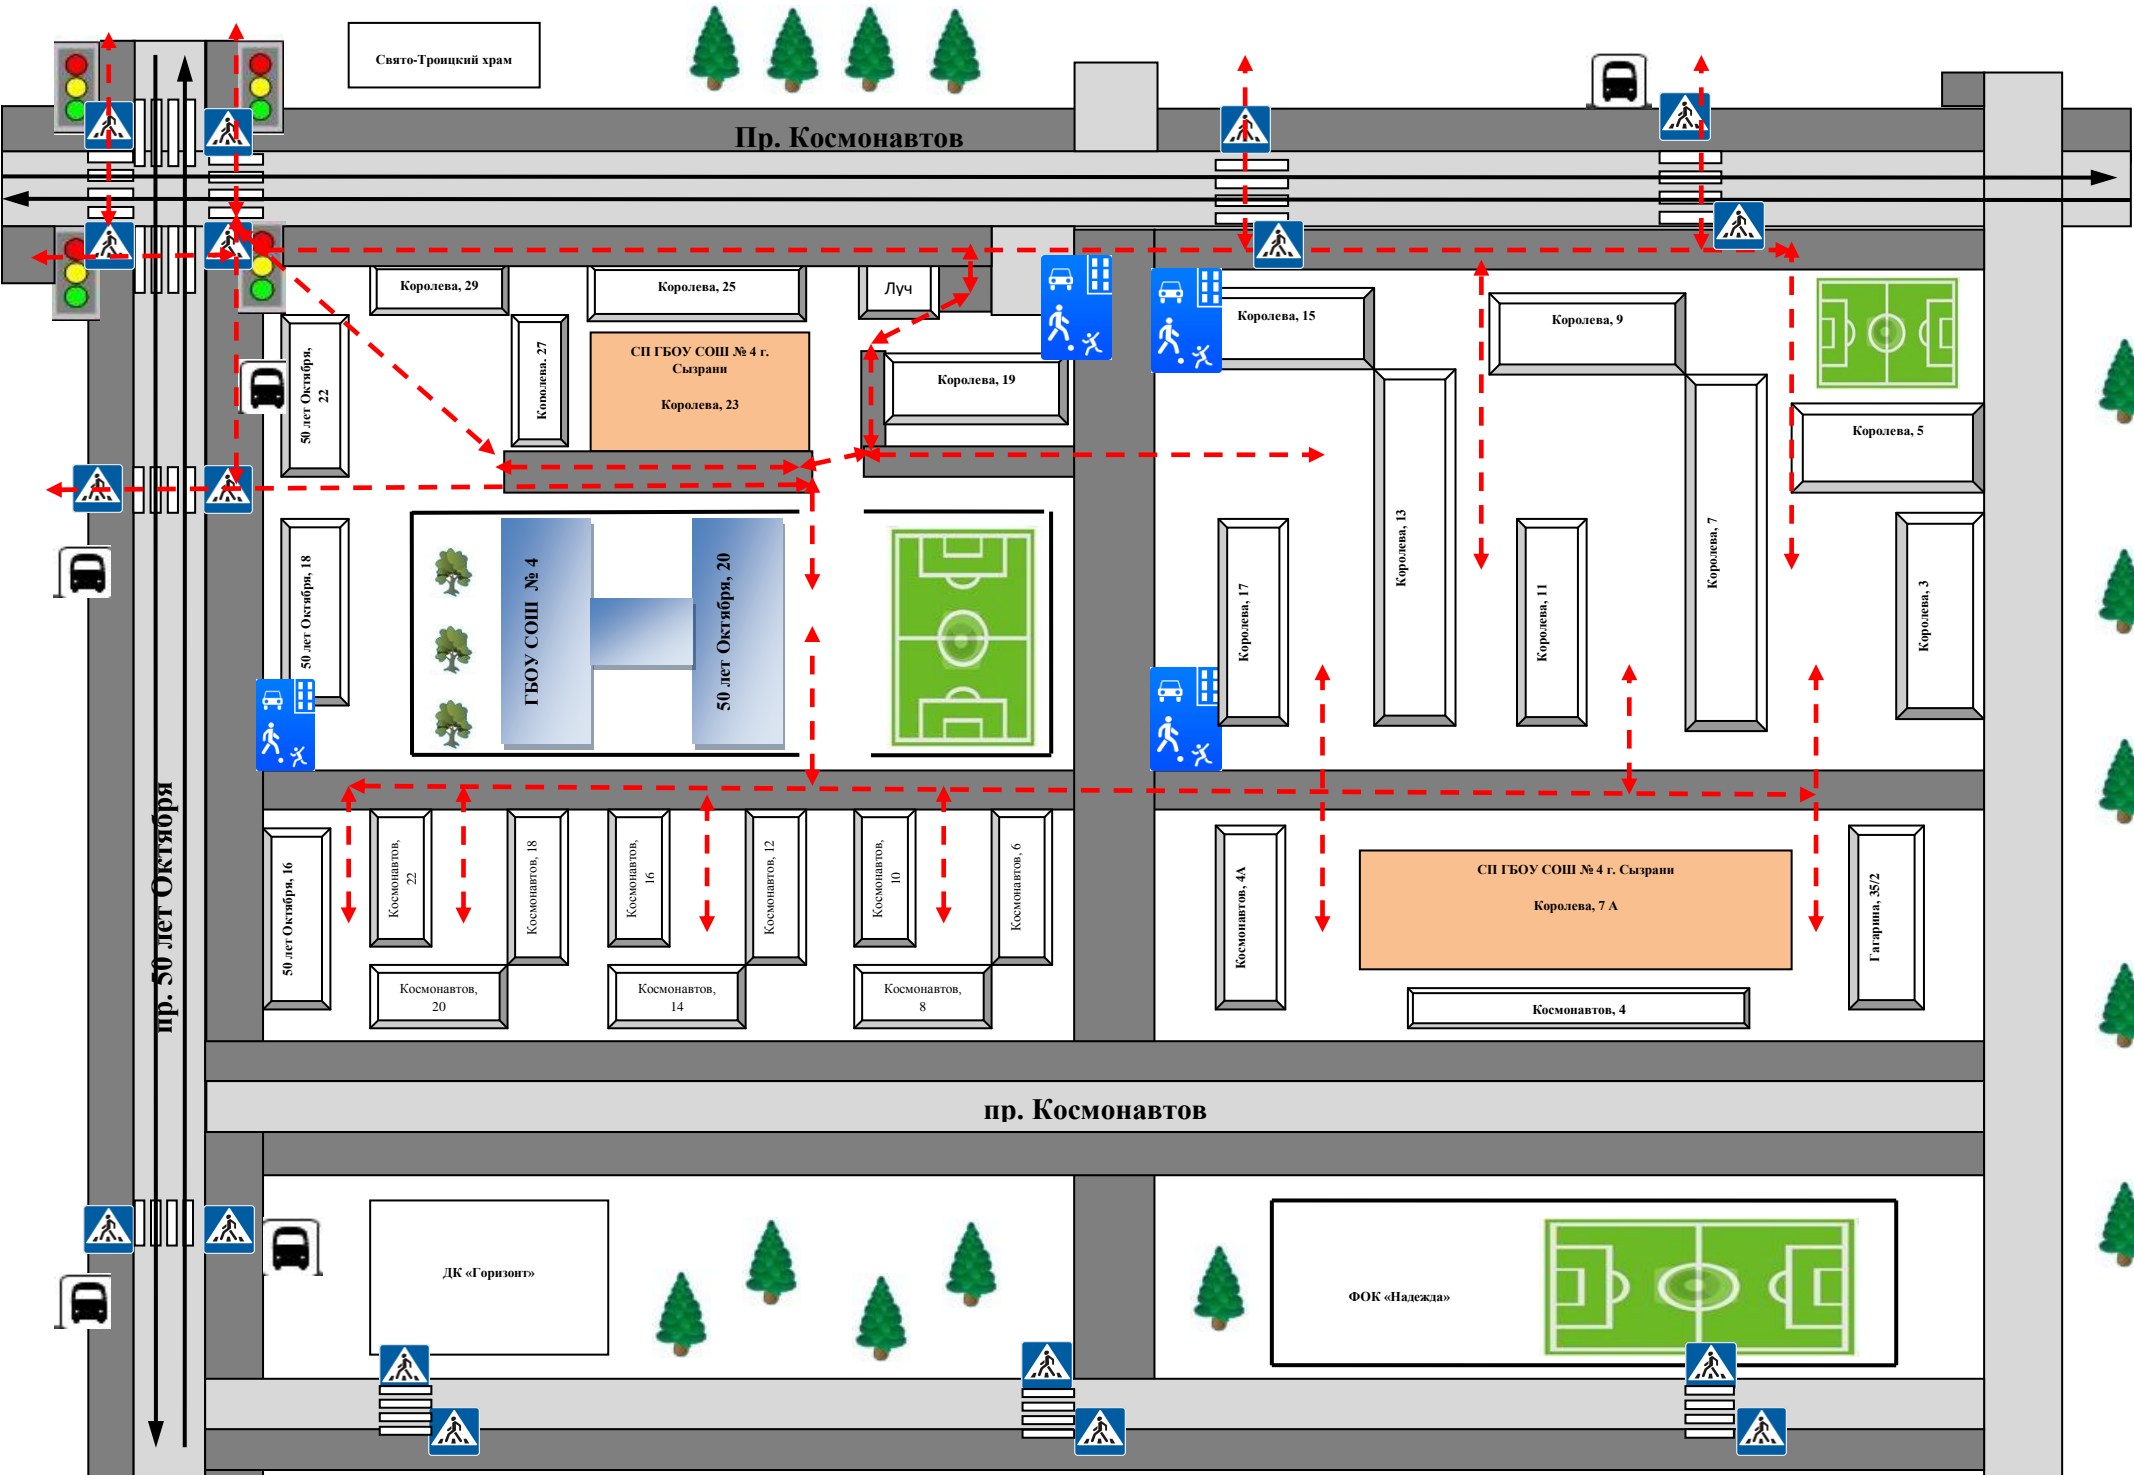 Свято-Троицкий храм
Пр. Космонавтов
Королева, 29
Королева, 25
Луч
Королева, 15
Королева, 9
50 лет Октября,
22
Королева. 27
СП ГБОУ СОШ № 4 г.
Сызрани
Королева, 23
Королева, 19
Королева, 5
50 лет Октября, 18
ГБОУ СОШ № 4
50 лет Октября, 20
Королева, 17
Королева, 13
Королева, 11
Королева, 7
Королева, 3
пр. 50 лет Октября
50 лет Октября, 16
Космонавтов,
22
Космонавтов, 18
Космонавтов,
16
Космонавтов, 12
Космонавтов,
10
Космонавтов, 6
Космонавтов,
20
Космонавтов,
14
Космонавтов,
8
Космонавтов, 4А
СП ГБОУ СОШ № 4 г. Сызрани
Королева, 7 А
Гагарина, 35/2
Космонавтов, 4
пр. Космонавтов
ДК «Горизонт»
ФОК «Надежда»